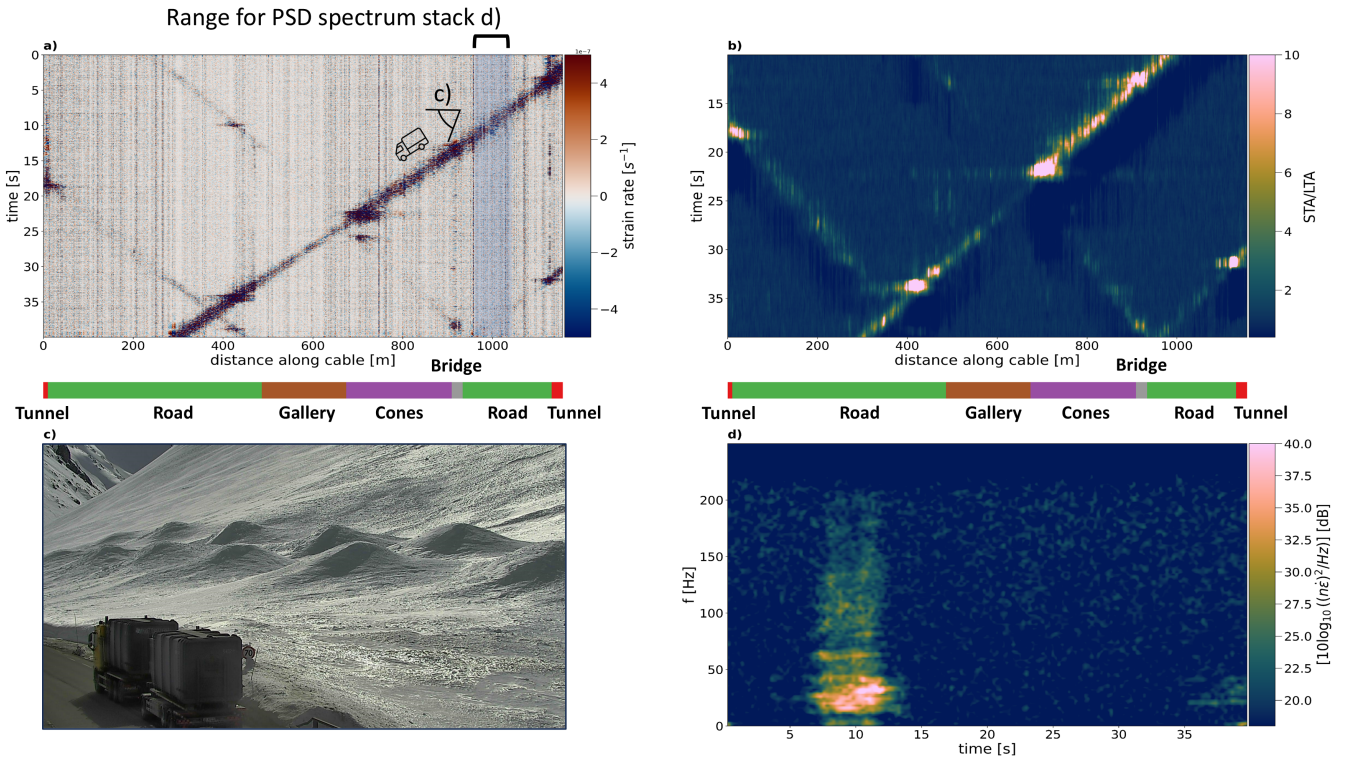 Range for PSD spectrum stack d)
a)
1e−7
0
5
10
15
20
25
30
35
time [s]
c)
4
2
0
−2
−4
strain rate [s⁻¹]
0 200 400 600 800 1000
distance along cable [m]
Bridge
Tunnel Road Gallery Cones Road Tunnel
b)
15
20
25
30
35
time [s]
10
8
6
4
2
STA/LTA
0 200 400 600 800 1000
distance along cable [m]
Bridge
Tunnel Road Gallery Cones Road Tunnel
c)
70
d)
200
150
100
50
0
f [Hz]
5 10 15 20 25 30 35
time [s]
40.0
37.5
35.0
32.5
30.0
27.5
25.0
22.5
20.0
[10log₁₀ ((nε̇)²/Hz)] [dB]